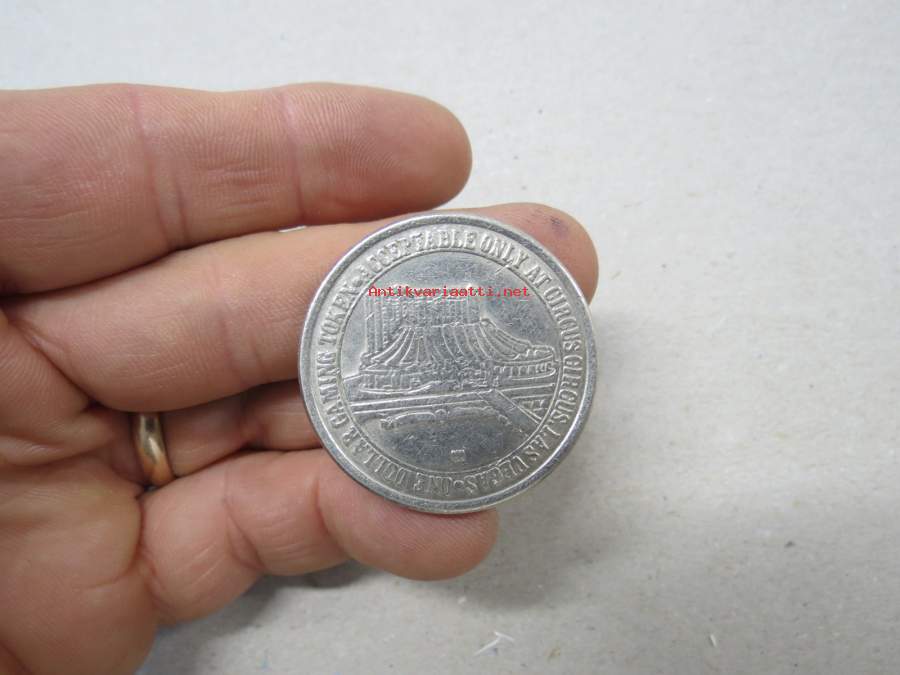 ACCEPTABLE ONLY AT CIRCUS CIRCUS, LAS VEGAS • ONE DOLLAR GAMING TOKEN •
Antikvariaatti.net